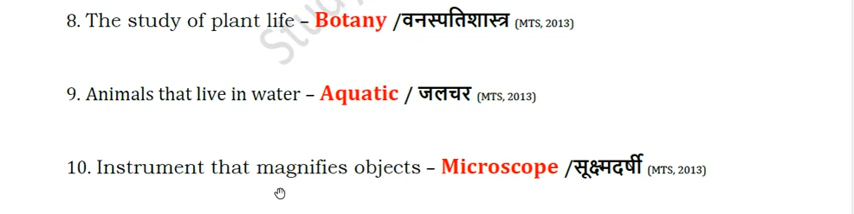 8. The study of plant life – Botany /वनस्पतिशास्त्र (MTS, 2013)
9. Animals that live in water – Aquatic / जलचर (MTS, 2013)
10. Instrument that magnifies objects – Microscope /सूक्ष्मदर्षी (MTS, 2013)